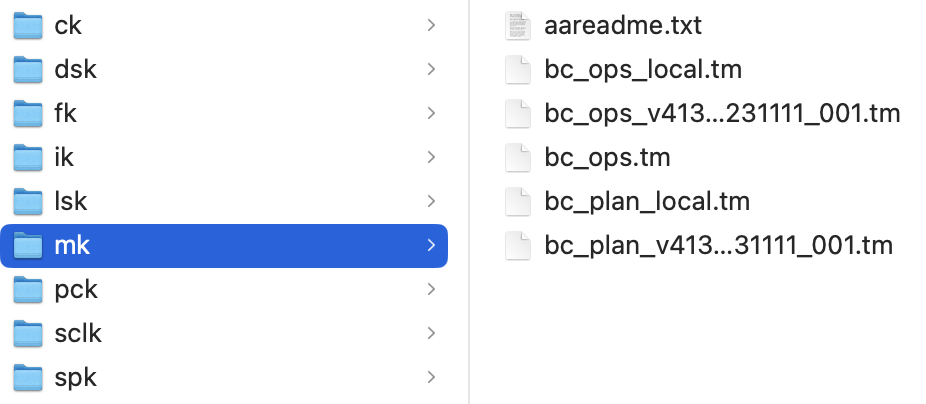 ck
dsk
fk
ik
lsk
mk
pck
sclk
spk
aareadme.txt
bc_ops_local.tm
bc_ops_v413...231111_001.tm
bc_ops.tm
bc_plan_local.tm
bc_plan_v413...31111_001.tm